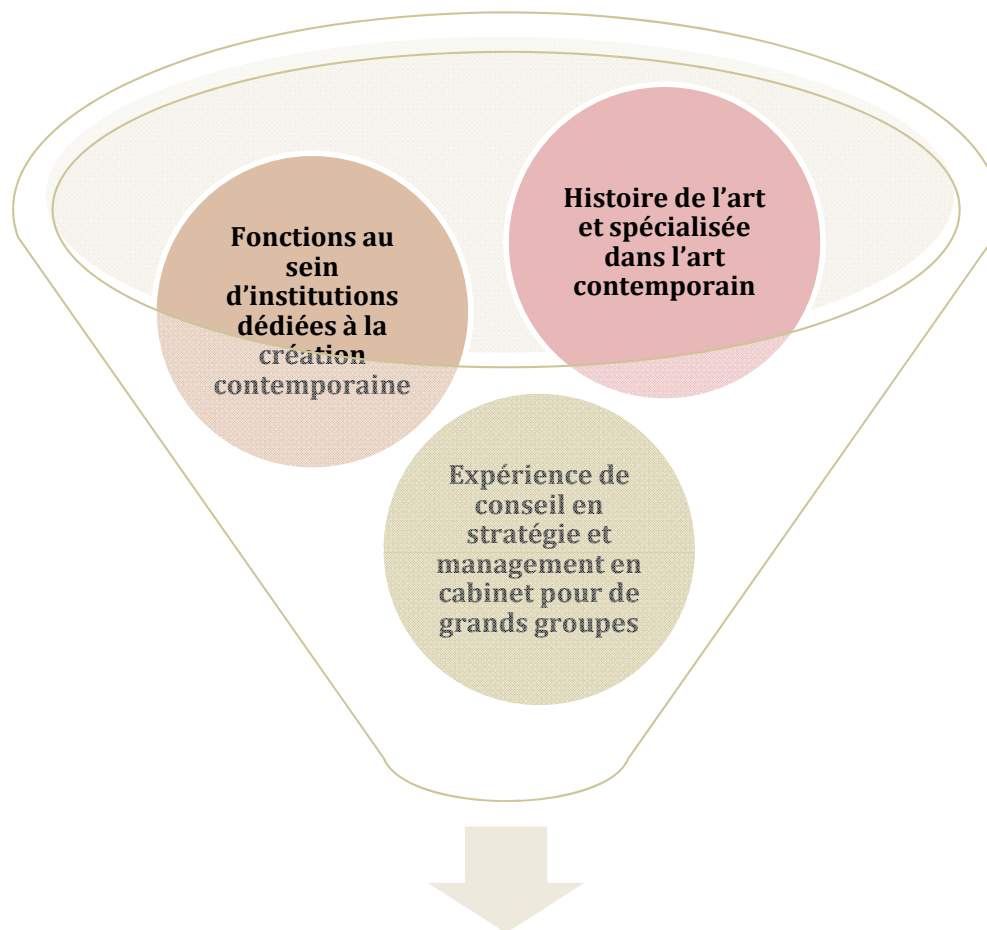 Fonctions au
sein
d’institutions
dédiées à la
création
contemporaine
Histoire de l’art
et spécialisée
dans l’art
contemporain
Expérience de
conseil en
stratégie et
management en
cabinet pour de
grands groupes